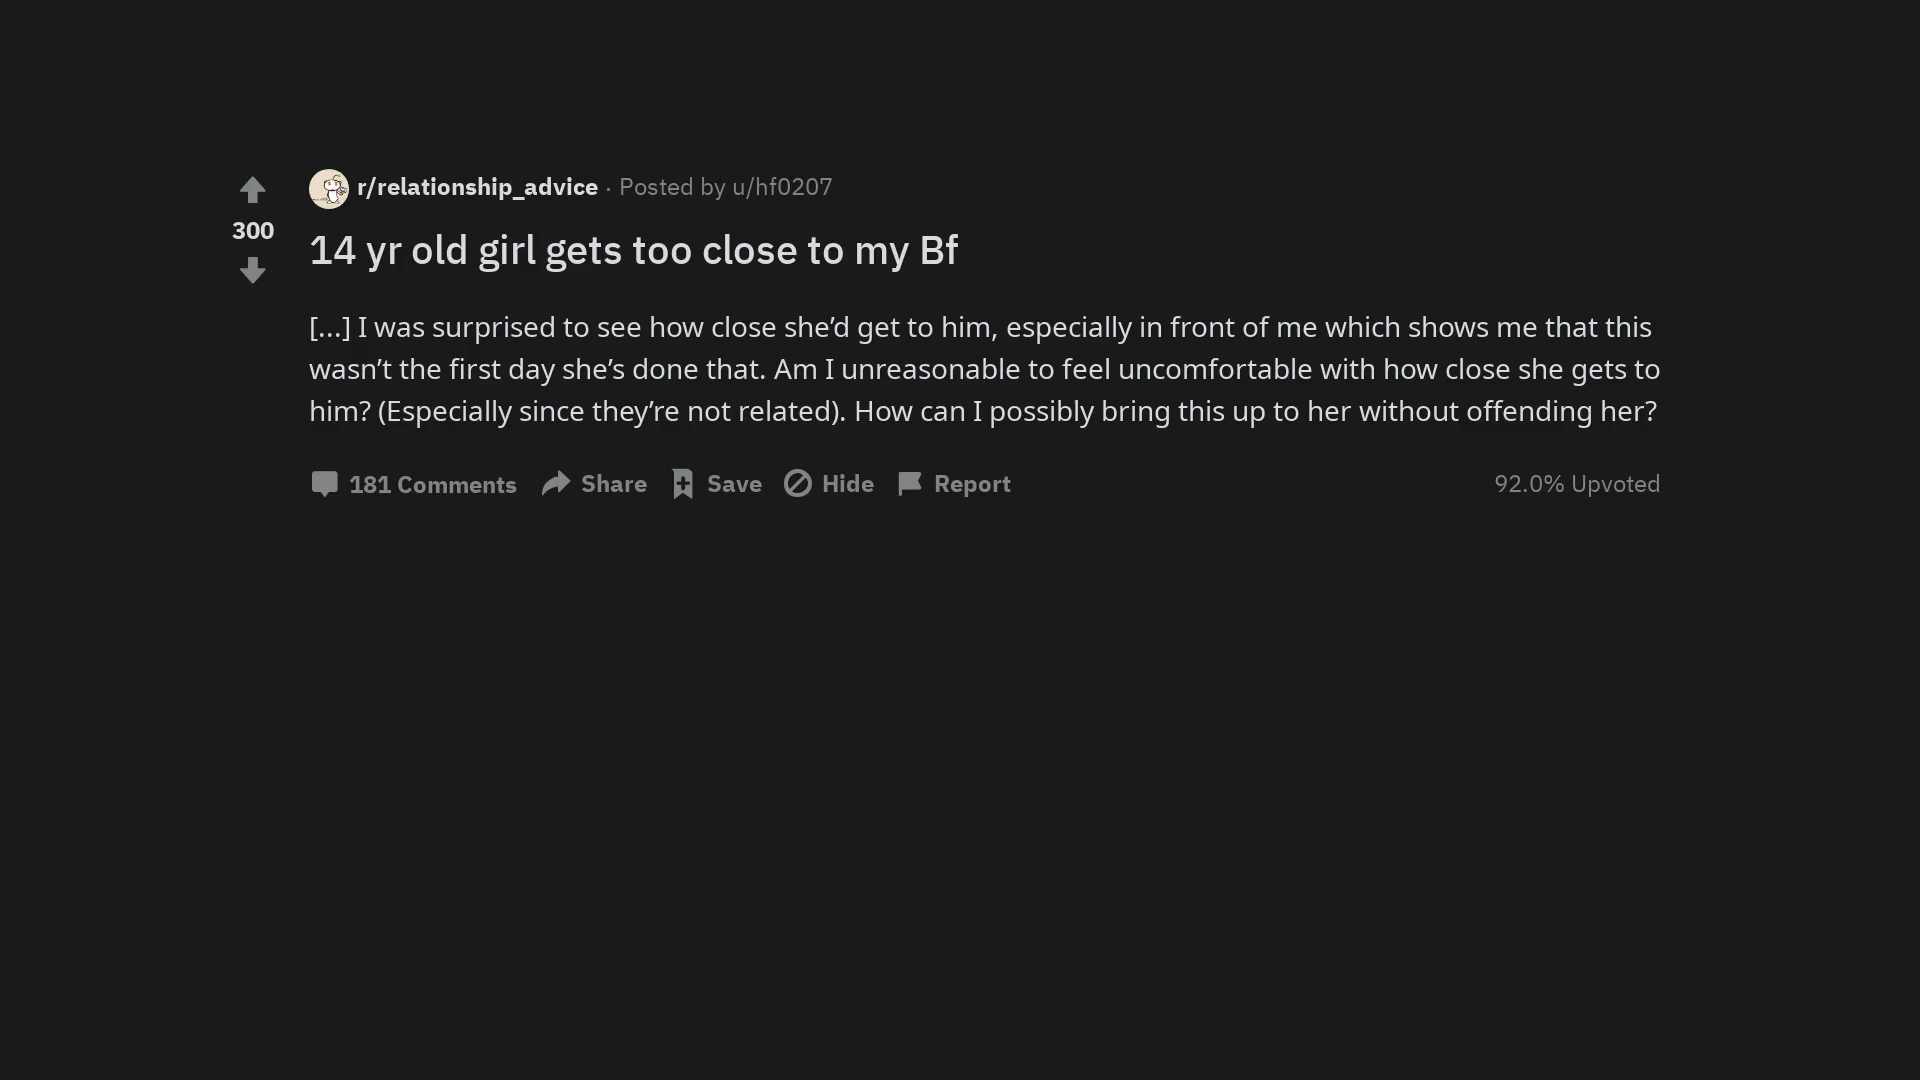 r/relationship_advice · Posted by u/hf0207
300
14 yr old girl gets too close to my Bf
[...] I was surprised to see how close she’d get to him, especially in front of me which shows me that this
wasn’t the first day she’s done that. Am I unreasonable to feel uncomfortable with how close she gets to
him? (Especially since they’re not related). How can I possibly bring this up to her without offending her?
181 Comments Share Save Hide Report 92.0% Upvoted